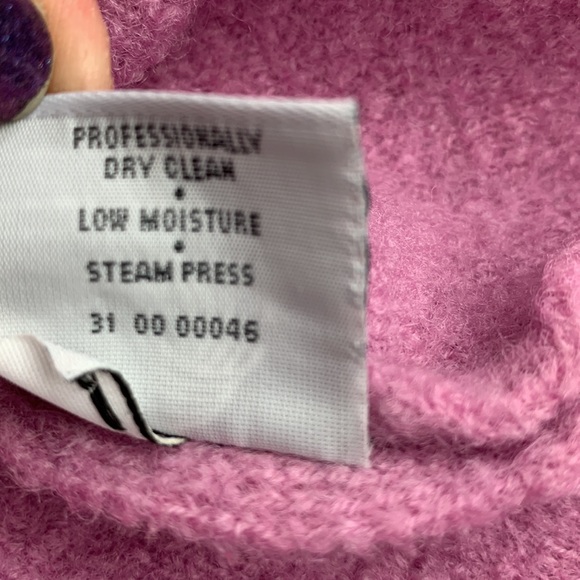 PROFESSIONALLY
DRY CLEAN
•
LOW MOISTURE
•
STEAM PRESS
31 00 00046